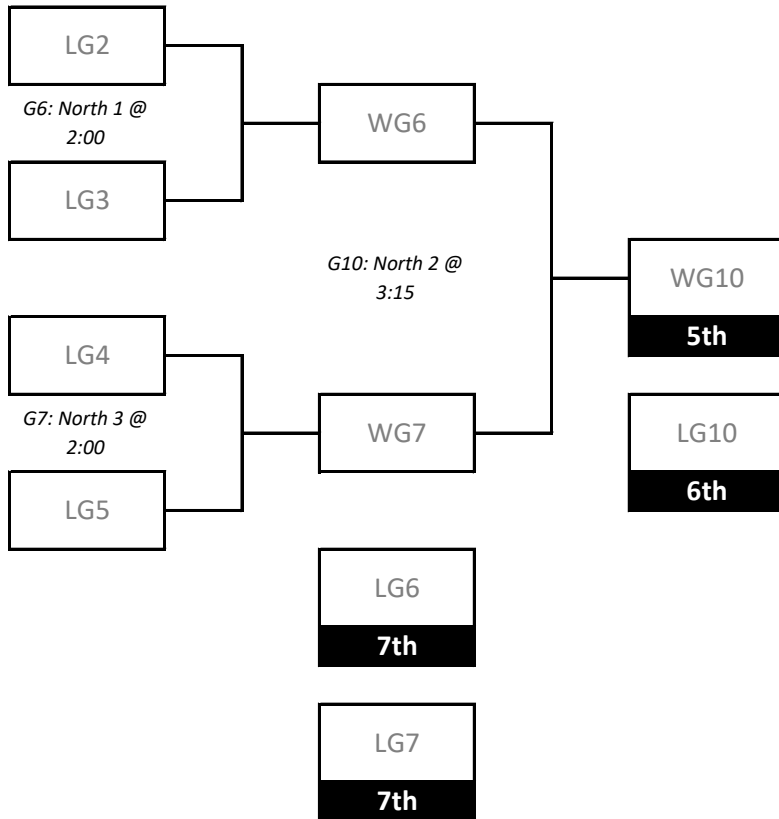 LG2
G6: North 1 @
2:00
WG6
LG3
G10: North 2 @
3:15
WG10
5th
LG4
G7: North 3 @
2:00
WG7
LG10
6th
LG5
LG6
7th
LG7
7th